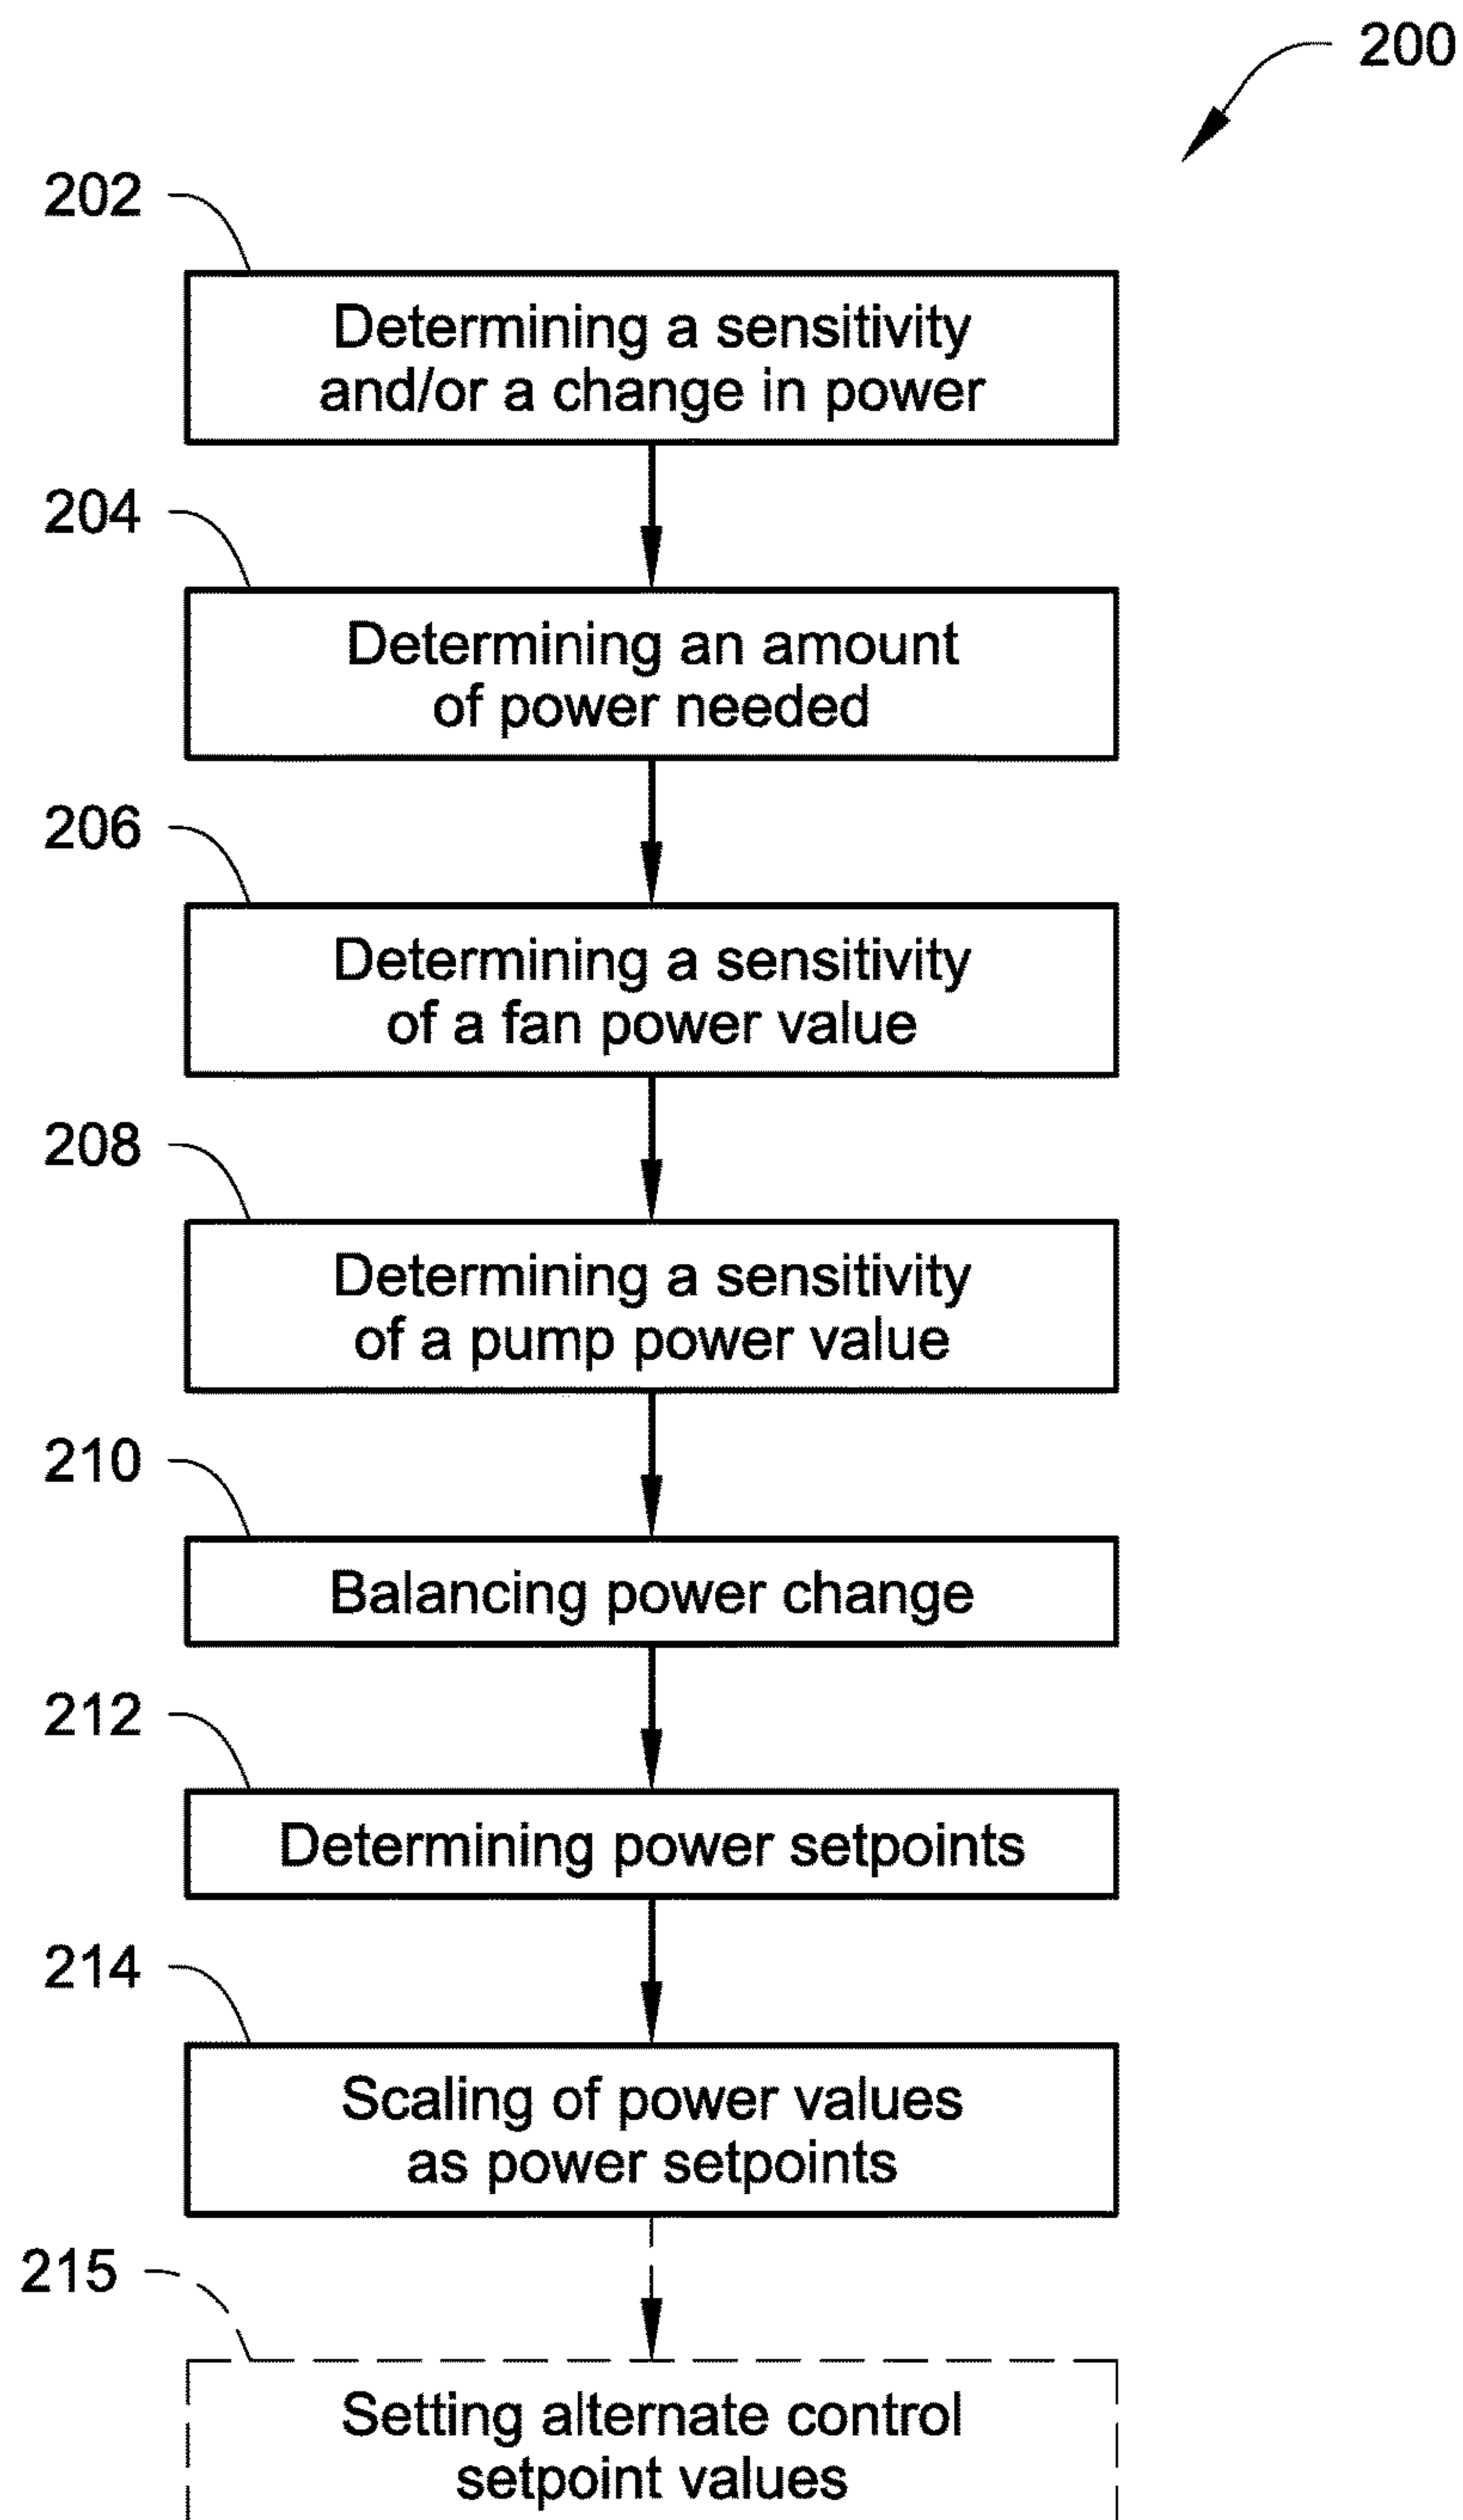 200
202
Determining a sensitivity
and/or a change in power
204
Determining an amount
of power needed
206
Determining a sensitivity
of a fan power value
208
Determining a sensitivity
of a pump power value
210
Balancing power change
212
Determining power setpoints
214
Scaling of power values
as power setpoints
215
Setting alternate control
setpoint values